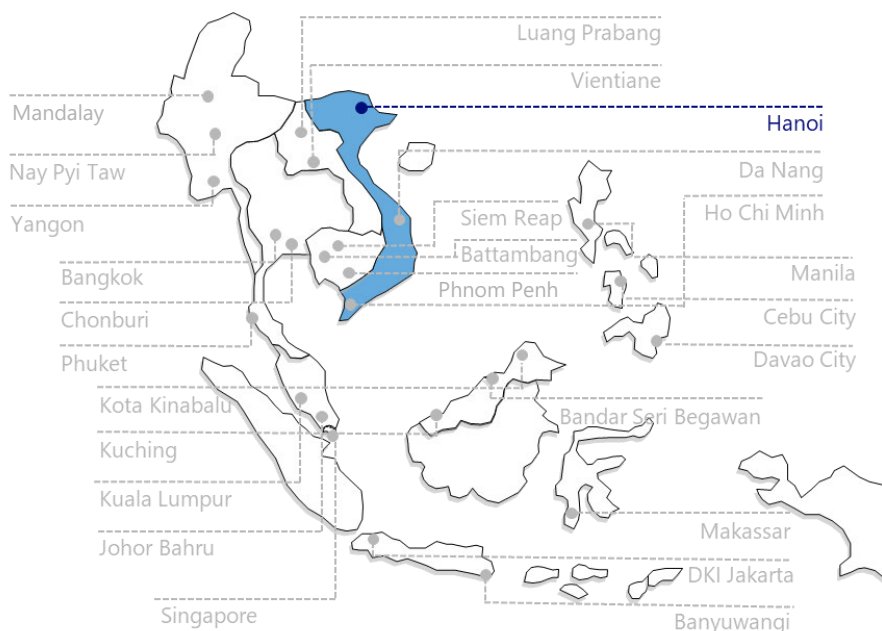 Luang Prabang
Vientiane
Mandalay
Hanoi
Nay Pyi Taw
Da Nang
Yangon
Siem Reap
Ho Chi Minh
Battambang
Bangkok
Manila
Phnom Penh
Chonburi
Cebu City
Phuket
Davao City
Kota Kinabalu
Bandar Seri Begawan
Kuching
Kuala Lumpur
Makassar
Johor Bahru
DKI Jakarta
Singapore
Banyuwangi